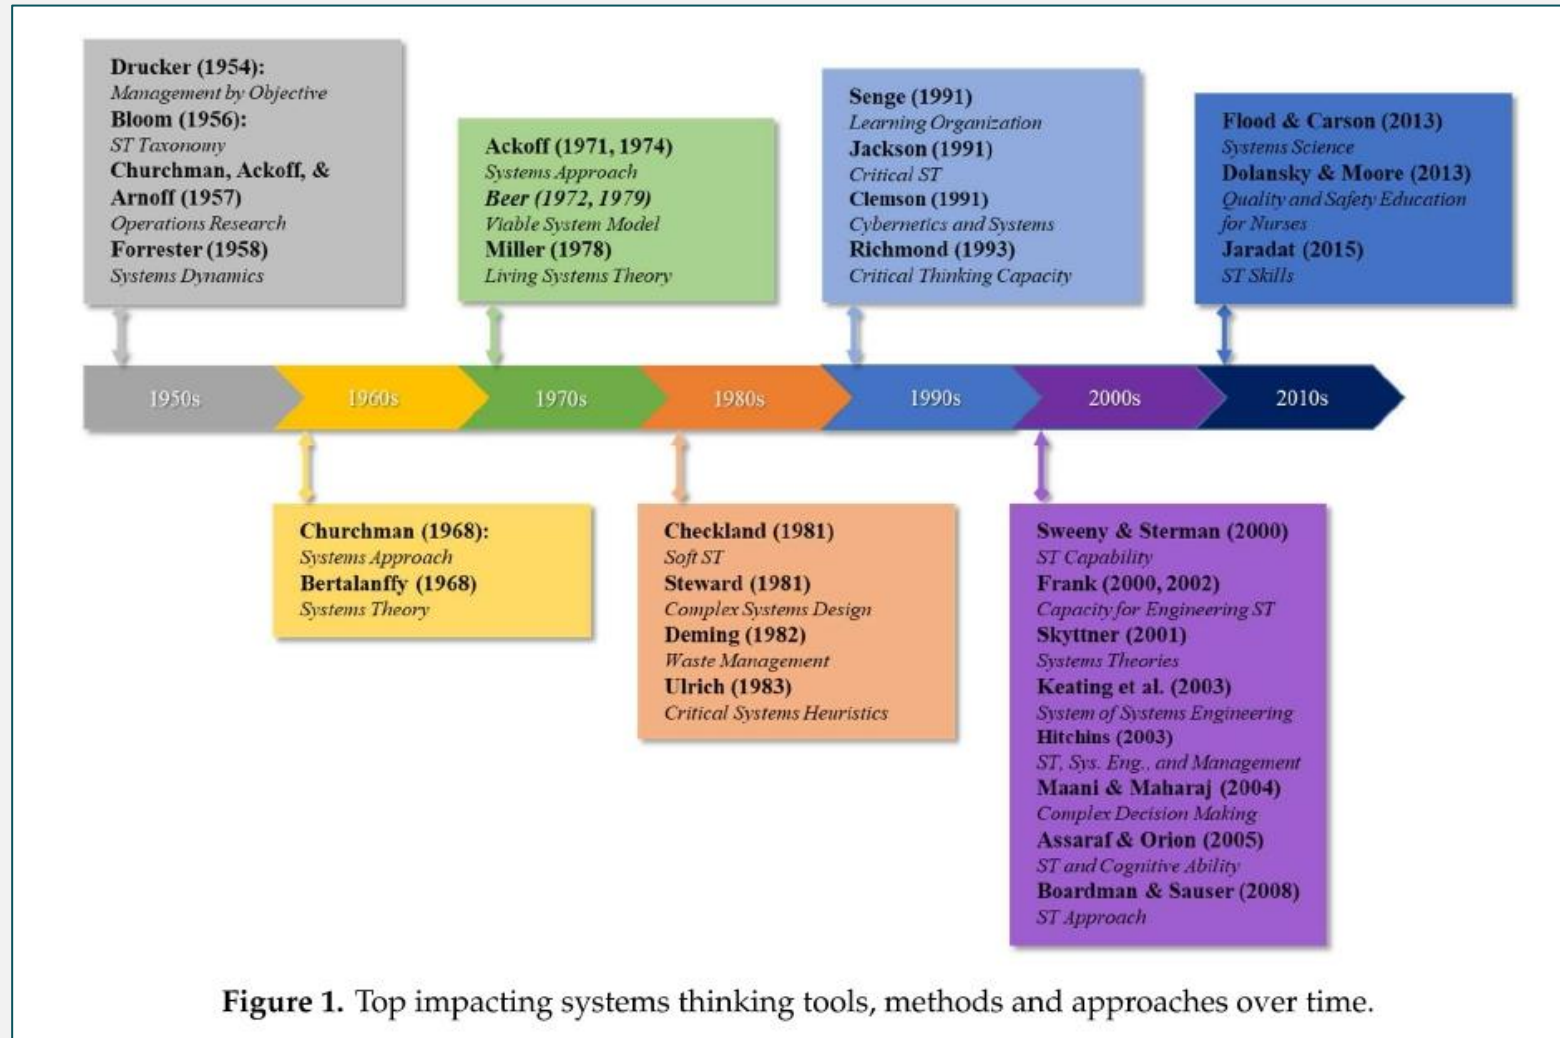 Drucker (1954):
Management by Objective
Bloom (1956):
ST Taxonomy
Churchman, Ackoff, &
Arnoff (1957)
Operations Research
Forrester (1958)
Systems Dynamics
Ackoff (1971, 1974)
Systems Approach
Beer (1972, 1979)
Viable System Model
Miller (1978)
Living Systems Theory
Senge (1991)
Learning Organization
Jackson (1991)
Critical ST
Clemson (1991)
Cybernetics and Systems
Richmond (1993)
Critical Thinking Capacity
Flood & Carson (2013)
Systems Science
Dolansky & Moore (2013)
Quality and Safety Education
for Nurses
Jaradat (2015)
ST Skills
1950s
1960s
1970s
1980s
1990s
2000s
2010s
Churchman (1968):
Systems Approach
Bertalanffy (1968)
Systems Theory
Checkland (1981)
Soft ST
Steward (1981)
Complex Systems Design
Deming (1982)
Waste Management
Ulrich (1983)
Critical Systems Heuristics
Sweeny & Sterman (2000)
ST Capability
Frank (2000, 2002)
Capacity for Engineering ST
Skyttner (2001)
Systems Theories
Keating et al. (2003)
System of Systems Engineering
Hitchins (2003)
ST, Sys. Eng., and Management
Maani & Maharaj (2004)
Complex Decision Making
Assaraf & Orion (2005)
ST and Cognitive Ability
Boardman & Sauser (2008)
ST Approach
Figure 1. Top impacting systems thinking tools, methods and approaches over time.